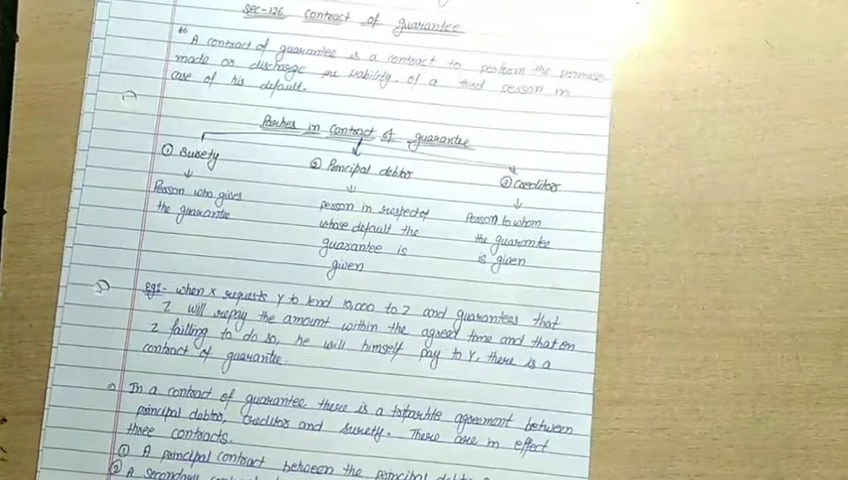 Sec-126 Contract of guarantee
" A contract of guarantee is a contract to perform the promise
made or discharge the liability. of a third person in
case of his default.
Parties in contract of guarantee
① Surety
② Principal debtor
③ Creditor
Person who gives
the guarantee
person in respect of
whose default the
guarantee is
given
Person to whom
the guarantee
is given
Eg:- when X requests Y to lend 10,000 to Z and guarantees that
Z will repay the amount within the agreed time and that on
Z failling to do so, he will himself pay to Y, there is a
contract of guarantee.
In a contract of guarantee there is a tripartite agreement between
principal debtor, creditor and surety. There are in effect
three contracts.
① A principal contract between the principal
② A secondary